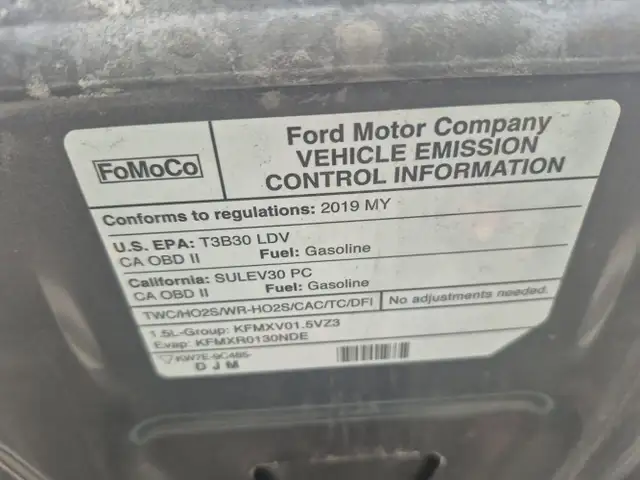 FoMoCo
Ford Motor Company
VEHICLE EMISSION
CONTROL INFORMATION
Conforms to regulations: 2019 MY
U.S. EPA: T3B30 LDV
CA OBD II Fuel: Gasoline
California: SULEV30 PC
CA OBD II Fuel: Gasoline
TWC/HO2S/WR-HO2S/CAC/TC/DFI
No adjustments needed.
1.5L-Group: KFMXV01.5VZ3
Evap: KFMXR0130NDE
KW7E-9C485-
D J M